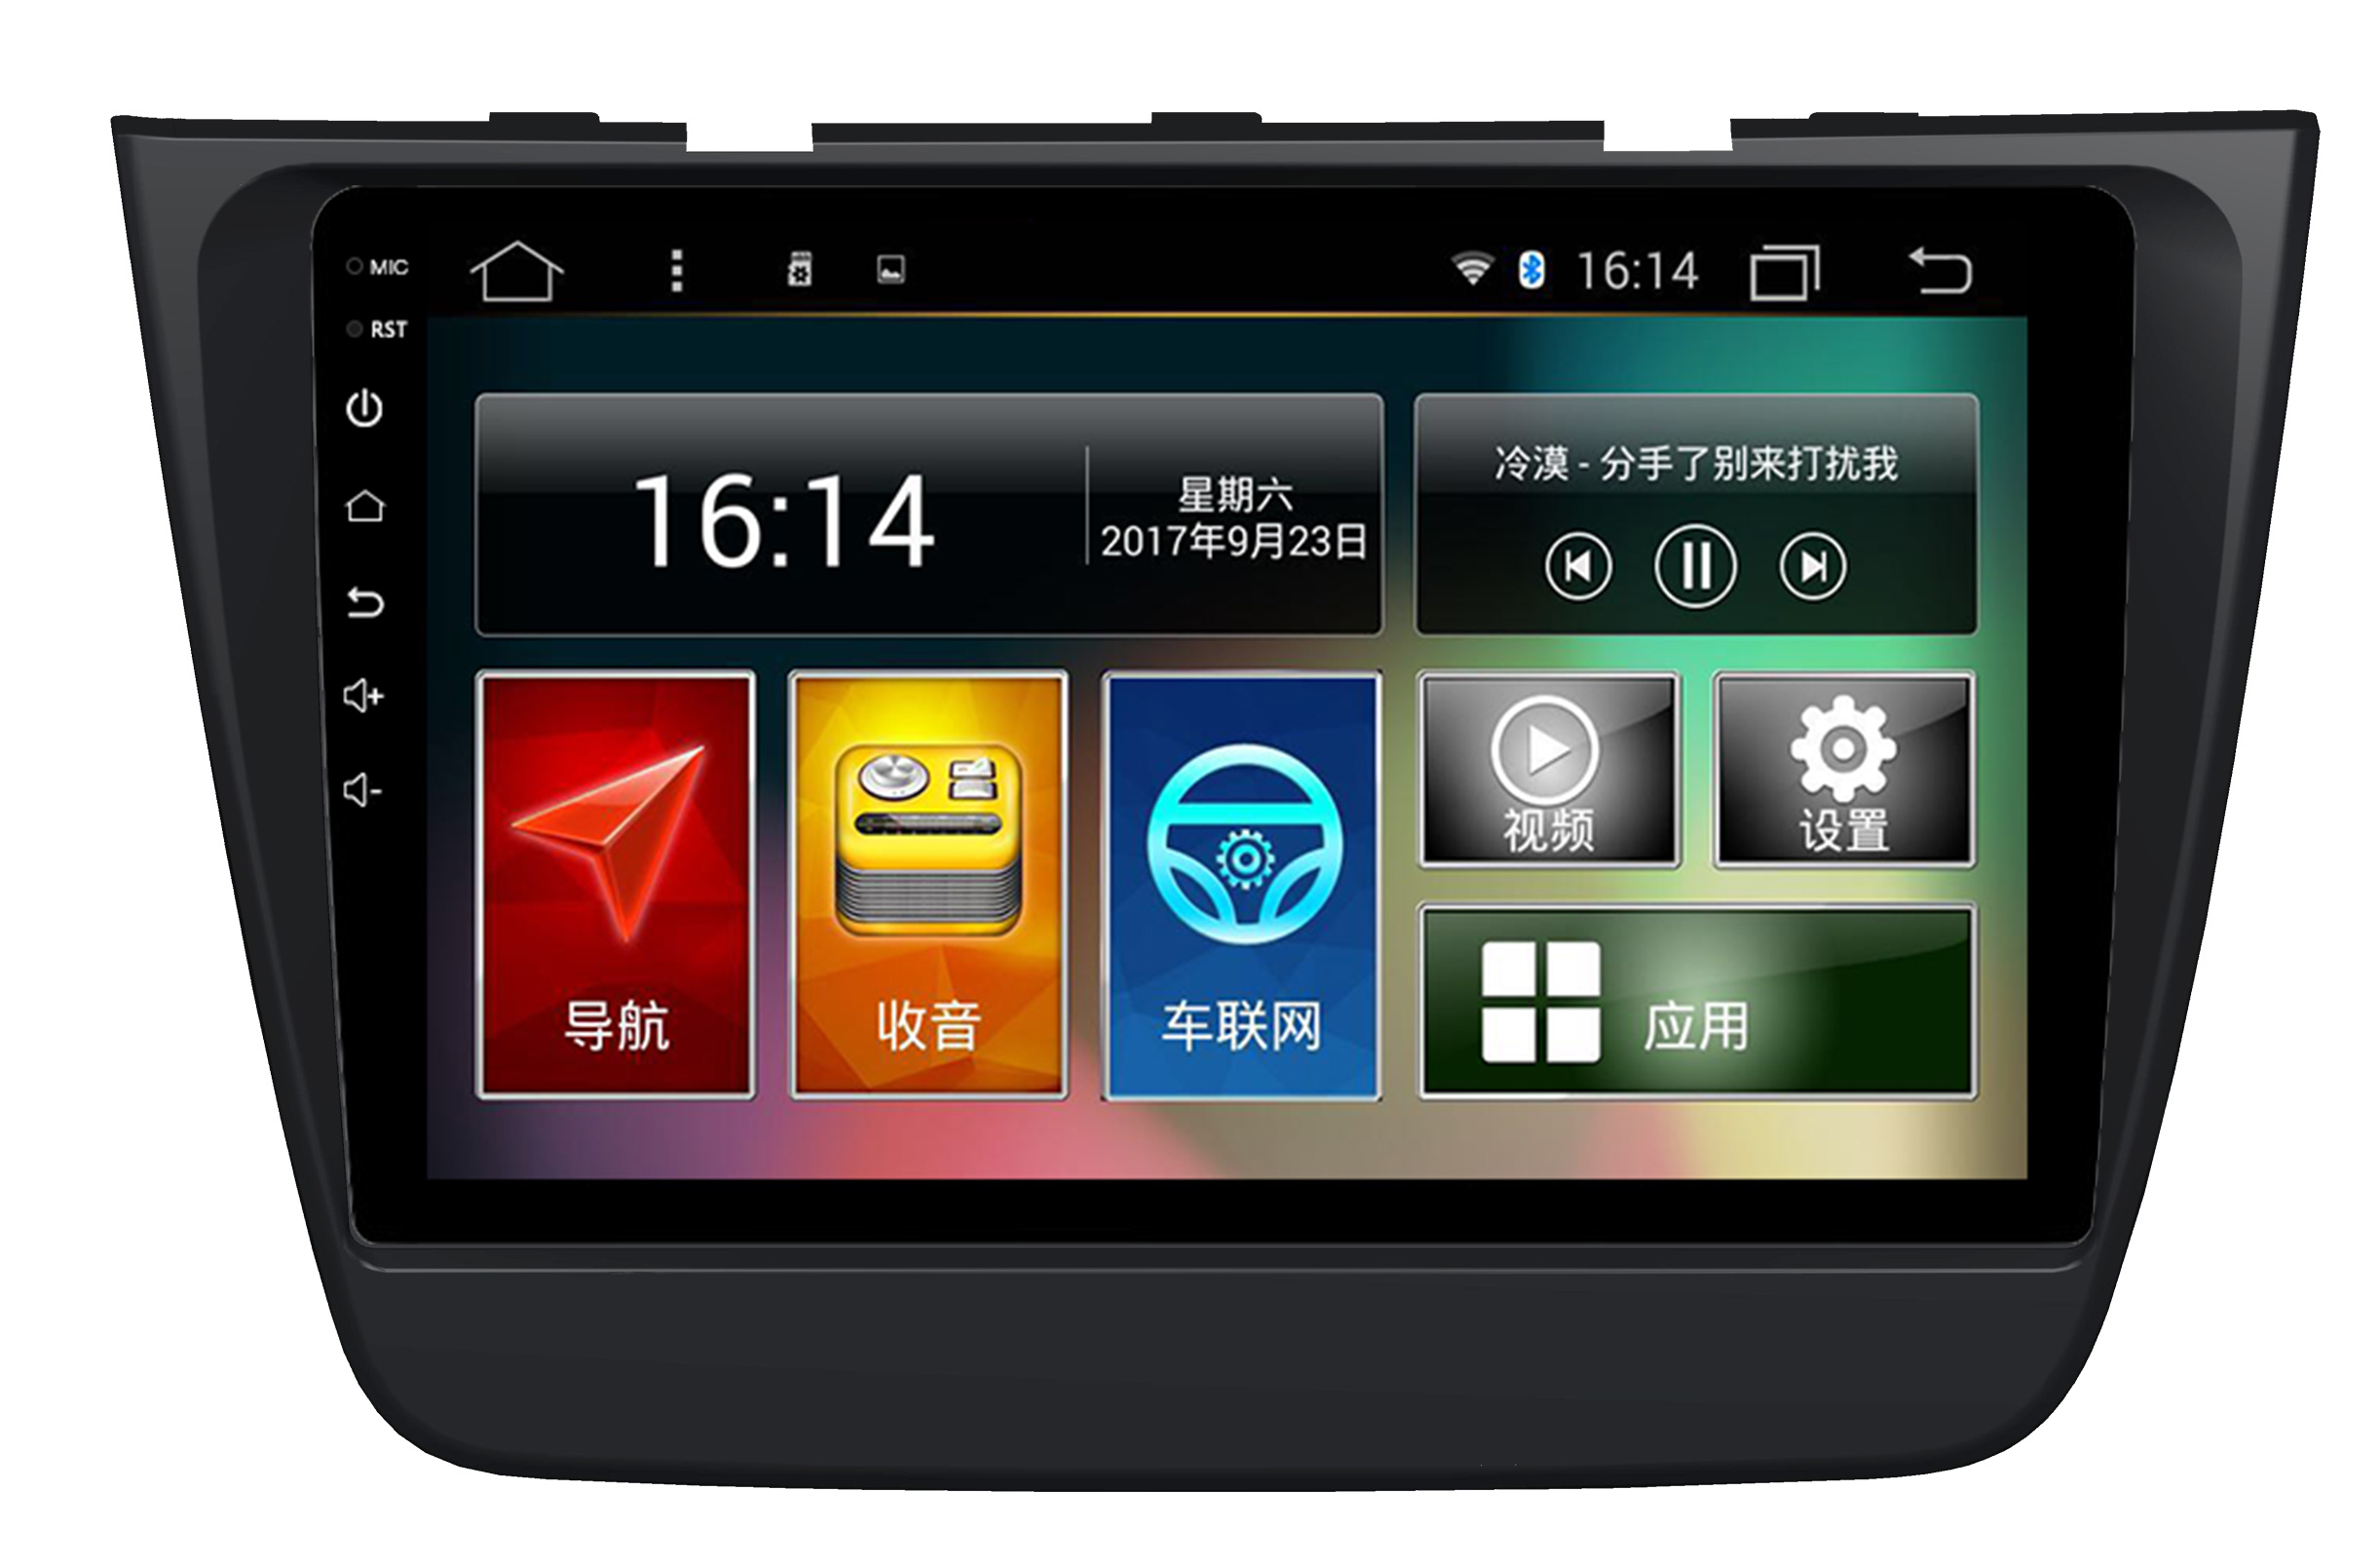 MIC
16:14
RST
16:14
星期六
2017年9月23日
冷漠 - 分手了别来打扰我
视频
设置
导航
收音
车联网
应用